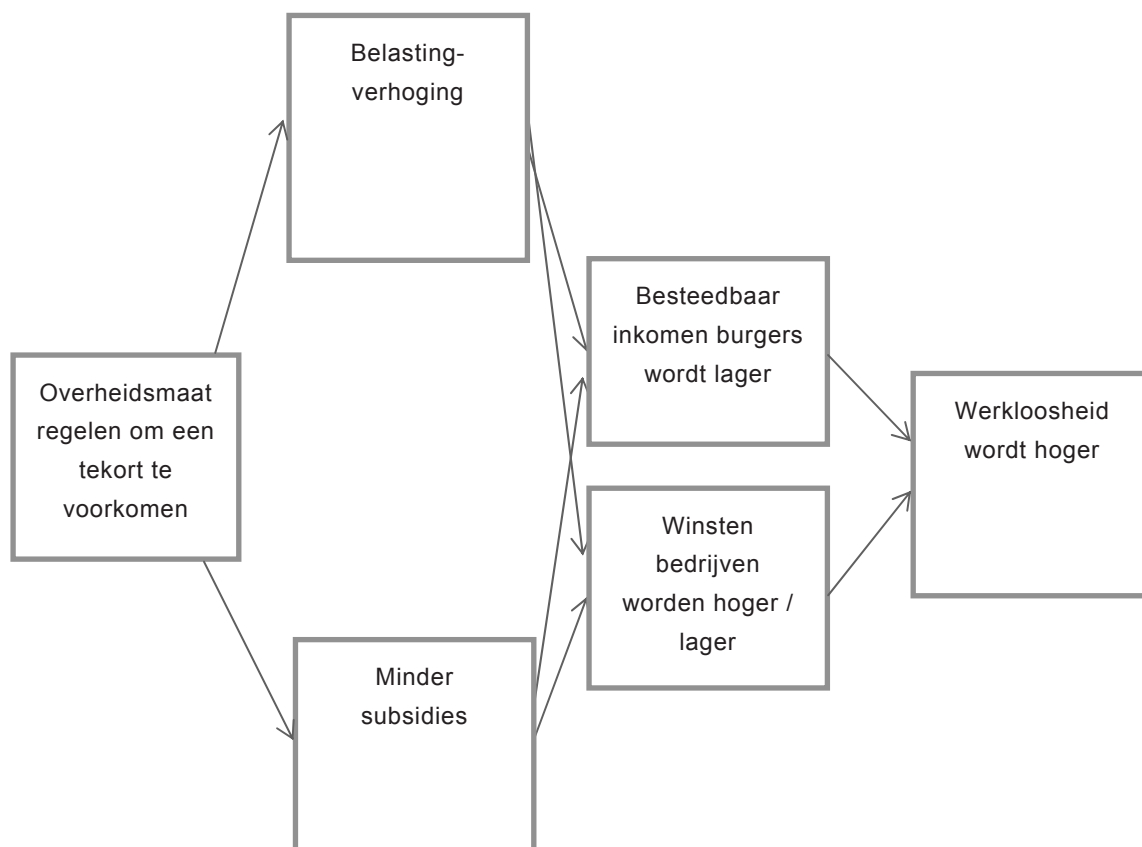 Belasting-
verhoging
Besteedbaar
inkomen burgers
wordt lager
Overheidsmaat
regelen om een
tekort te
voorkomen
Werkloosheid
wordt hoger
Winsten
bedrijven
worden hoger /
lager
Minder
subsidies